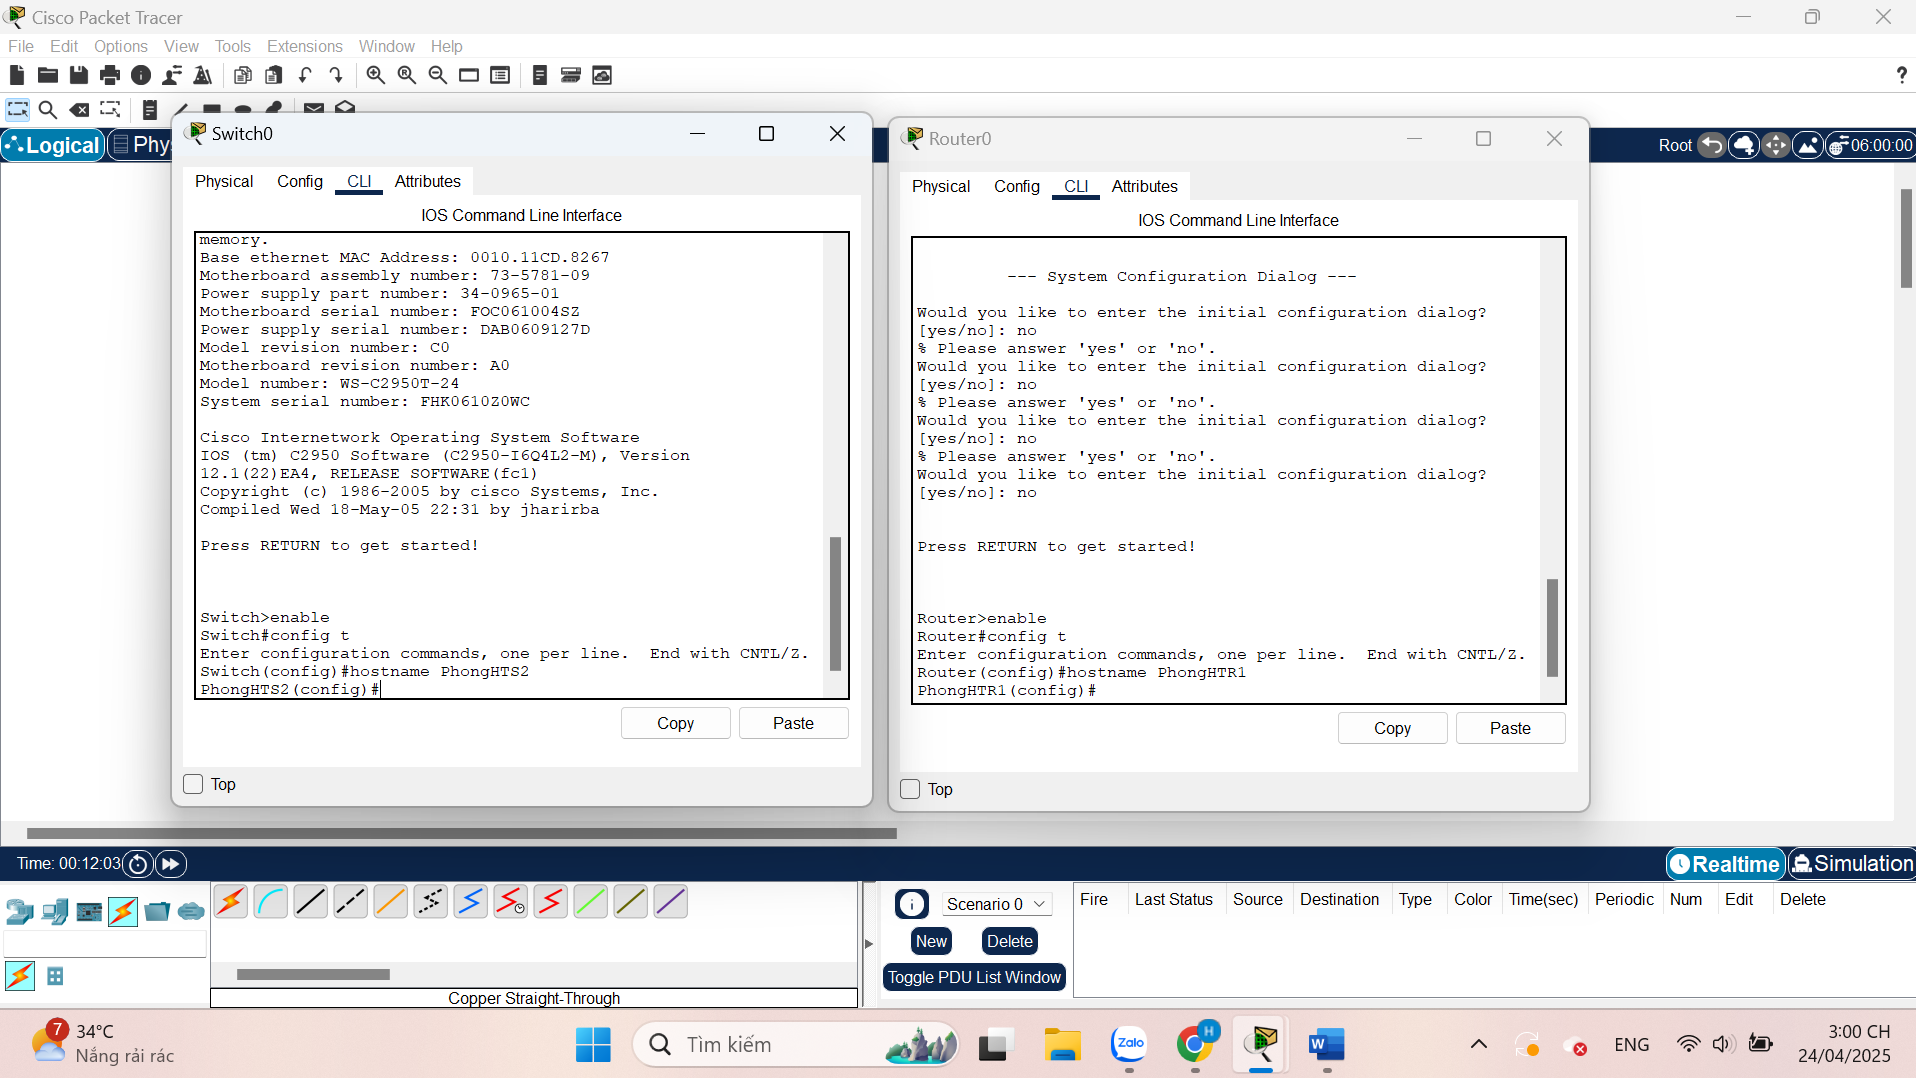 Cisco Packet Tracer
File Edit Options View Tools Extensions Window Help
?
Logical
Phys
Root
06:00:00
Switch0
Physical Config CLI Attributes
IOS Command Line Interface
memory.
Base ethernet MAC Address: 0010.11CD.8267
Motherboard assembly number: 73-5781-09
Power supply part number: 34-0965-01
Motherboard serial number: FOC061004SZ
Power supply serial number: DAB0609127D
Model revision number: C0
Motherboard revision number: A0
Model number: WS-C2950T-24
System serial number: FHK0610Z0WC
Cisco Internetwork Operating System Software
IOS (tm) C2950 Software (C2950-I6Q4L2-M), Version
12.1(22)EA4, RELEASE SOFTWARE(fc1)
Copyright (c) 1986-2005 by cisco Systems, Inc.
Compiled Wed 18-May-05 22:31 by jharirba
Press RETURN to get started!
Switch>enable
Switch#config t
Enter configuration commands, one per line.  End with CNTL/Z.
Switch(config)#hostname PhongHTS2
PhongHTS2(config)#
Copy
Paste
Top
Router0
Physical Config CLI Attributes
IOS Command Line Interface
--- System Configuration Dialog ---
Would you like to enter the initial configuration dialog?
[yes/no]: no
% Please answer 'yes' or 'no'.
Would you like to enter the initial configuration dialog?
[yes/no]: no
% Please answer 'yes' or 'no'.
Would you like to enter the initial configuration dialog?
[yes/no]: no
% Please answer 'yes' or 'no'.
Would you like to enter the initial configuration dialog?
[yes/no]: no
Press RETURN to get started!
Router>enable
Router#config t
Enter configuration commands, one per line.  End with CNTL/Z.
Router(config)#hostname PhongHTR1
PhongHTR1(config)#
Copy
Paste
Top
Time: 00:12:03
Realtime
Simulation
Copper Straight-Through
Scenario 0
New
Delete
Toggle PDU List Window
Fire Last Status Source Destination Type Color Time(sec) Periodic Num Edit Delete
7
34°C
Nắng rải rác
Tìm kiếm
Zalo
H
W
ENG
3:00 CH
24/04/2025